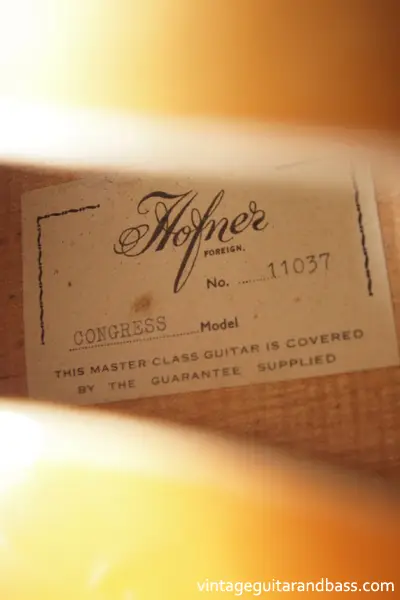 Hofner
FOREIGN.
No. ........11037
CONGRESS Model
THIS MASTER CLASS GUITAR IS COVERED
BY THE GUARANTEE SUPPLIED
vintageguitarandbass.com